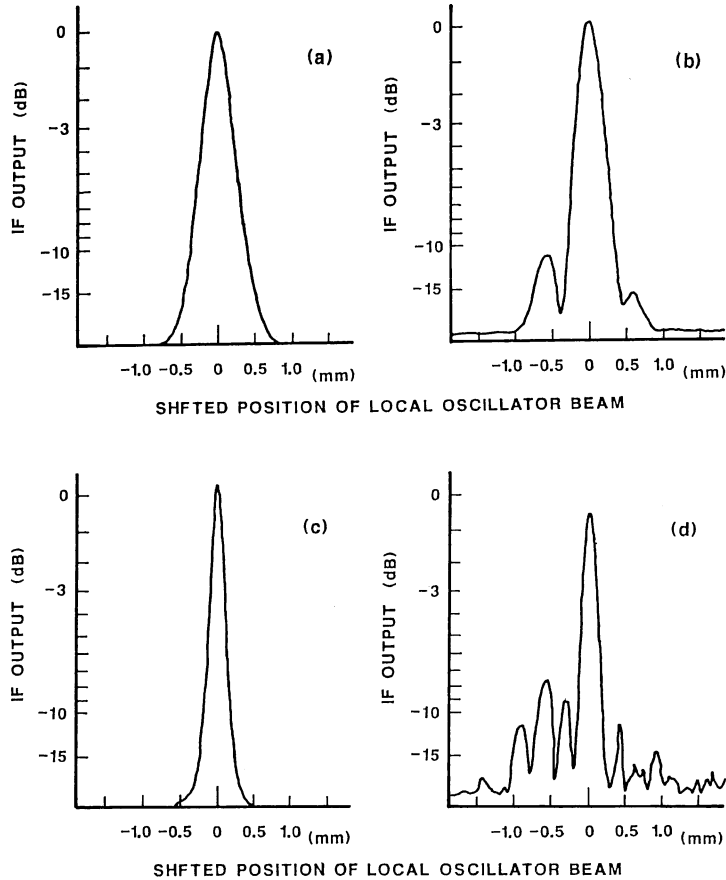 0
-3
-10
-15
IF OUTPUT (dB)
(a)
-1.0 -0.5 0 0.5 1.0 (mm)
0
-3
-10
-15
IF OUTPUT (dB)
(b)
-1.0 -0.5 0 0.5 1.0 (mm)
SHFTED POSITION OF LOCAL OSCILLATOR BEAM
0
-3
-10
-15
IF OUTPUT (dB)
(c)
-1.0 -0.5 0 0.5 1.0 (mm)
0
-3
-10
-15
IF OUTPUT (dB)
(d)
-1.0 -0.5 0 0.5 1.0 (mm)
SHFTED POSITION OF LOCAL OSCILLATOR BEAM